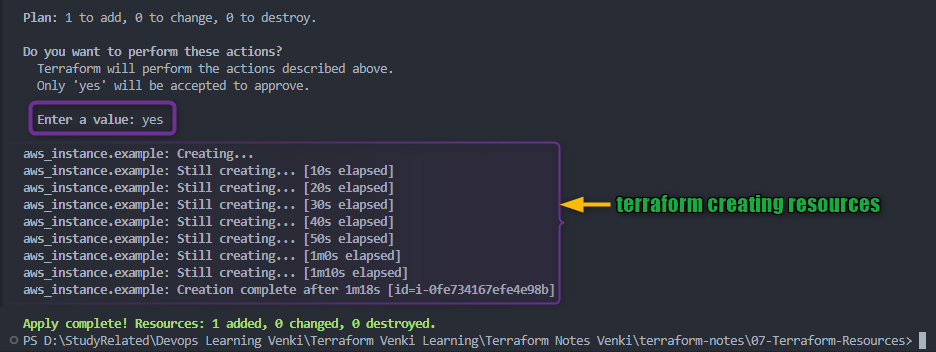 Plan: 1 to add, 0 to change, 0 to destroy.
Do you want to perform these actions?
Terraform will perform the actions described above.
Only 'yes' will be accepted to approve.
Enter a value: yes
aws_instance.example: Creating...
aws_instance.example: Still creating... [10s elapsed]
aws_instance.example: Still creating... [20s elapsed]
aws_instance.example: Still creating... [30s elapsed]
aws_instance.example: Still creating... [40s elapsed]
aws_instance.example: Still creating... [50s elapsed]
aws_instance.example: Still creating... [1m0s elapsed]
aws_instance.example: Still creating... [1m10s elapsed]
aws_instance.example: Creation complete after 1m18s [id=i-0fe734167efe4e98b]
terraform creating resources
Apply complete! Resources: 1 added, 0 changed, 0 destroyed.
PS D:\StudyRelated\Devops Learning Venki\Terraform Venki Learning\Terraform Notes Venki\terraform-notes\07-Terraform-Resources>